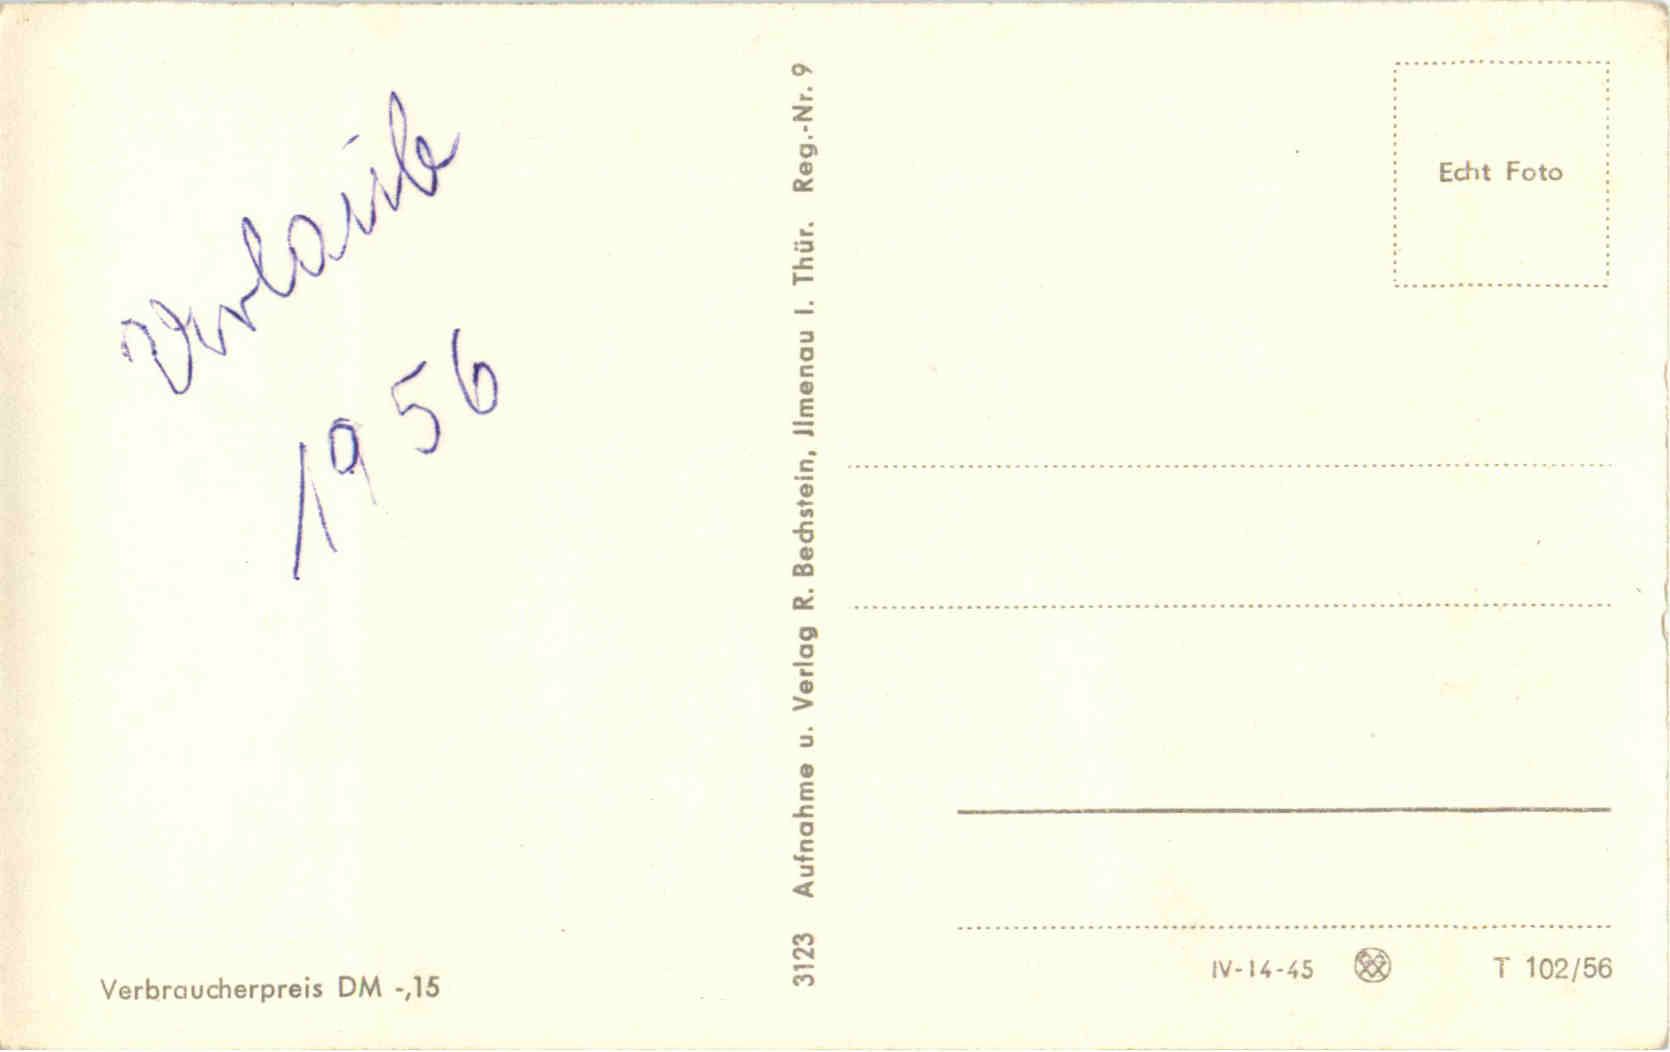 Urlaub
1956
Verbraucherpreis DM -,15
3123 Aufnahme u. Verlag R. Bechstein, Jlmenau I. Thür. Reg.-Nr. 9
Echt Foto
IV-14-45
T 102/56